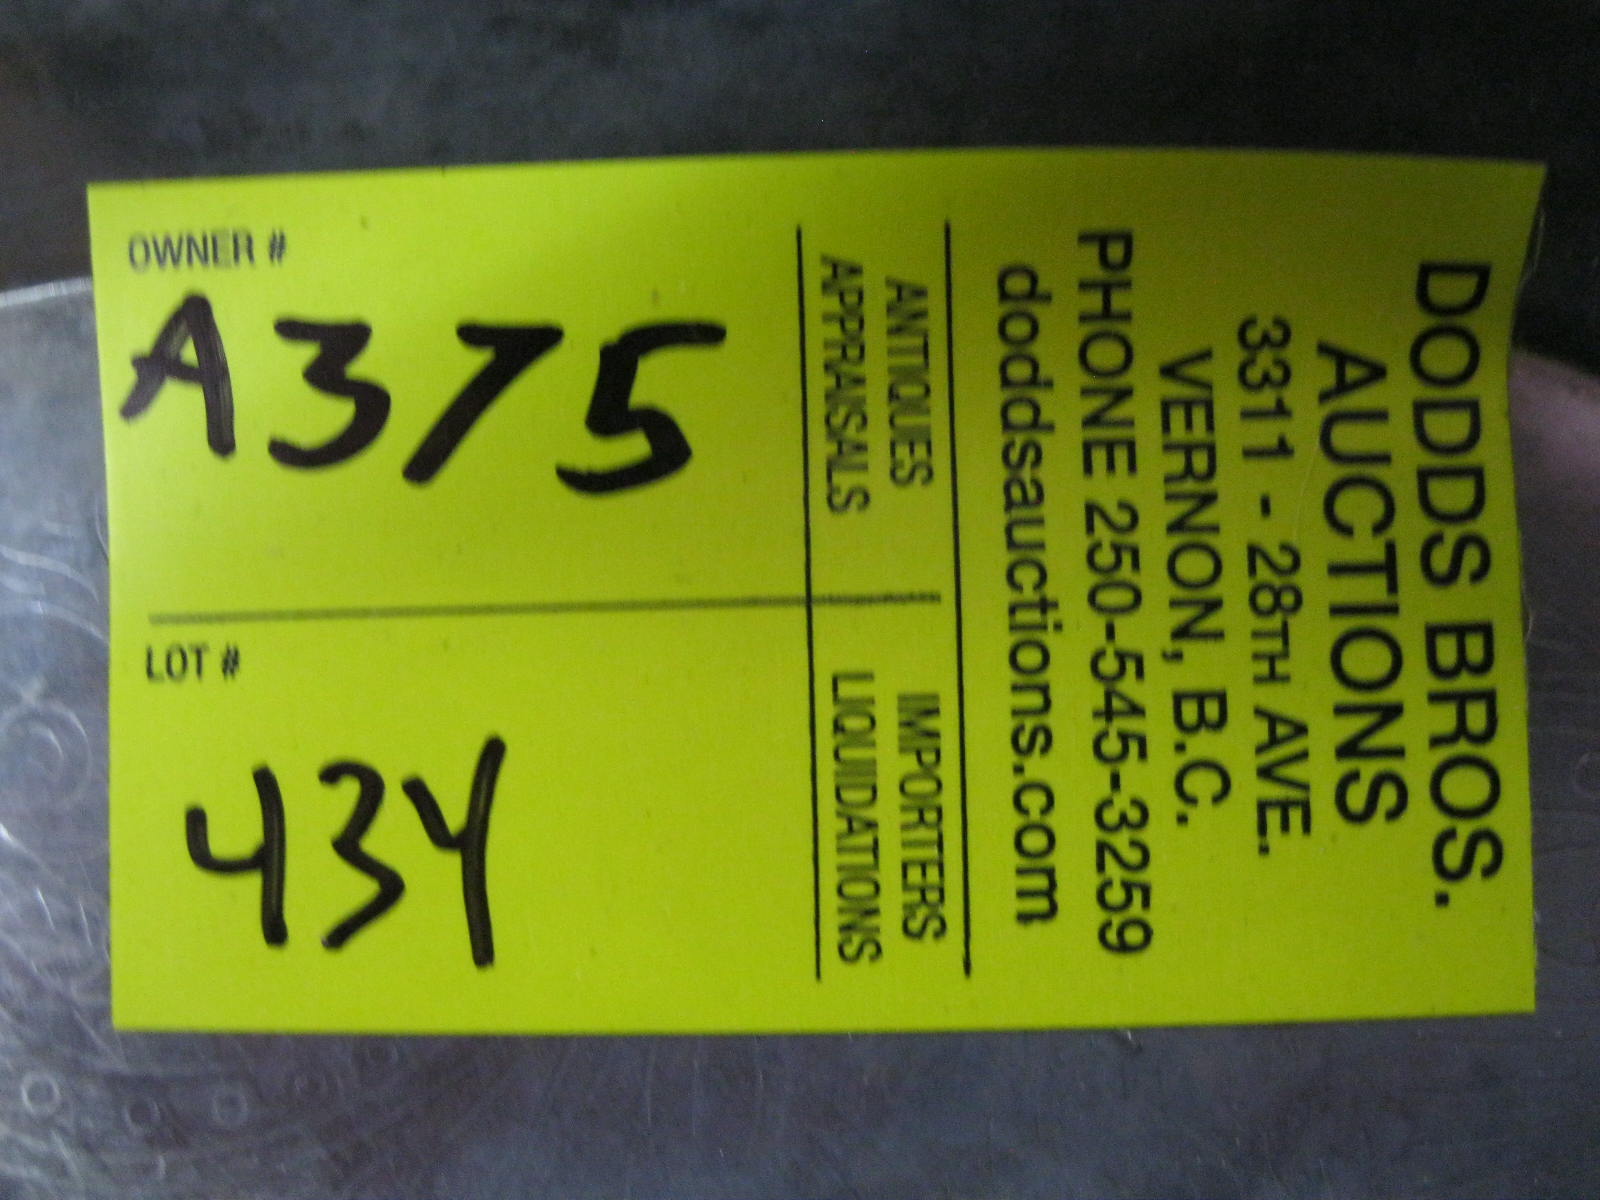 DODDS BROS.
AUCTIONS
3311 - 28TH AVE.
VERNON, B.C.
PHONE 250-545-3259
doddsauctions.com
ANTIQUES IMPORTERS
APPRAISALS LIQUIDATIONS
OWNER #
A375
LOT #
434